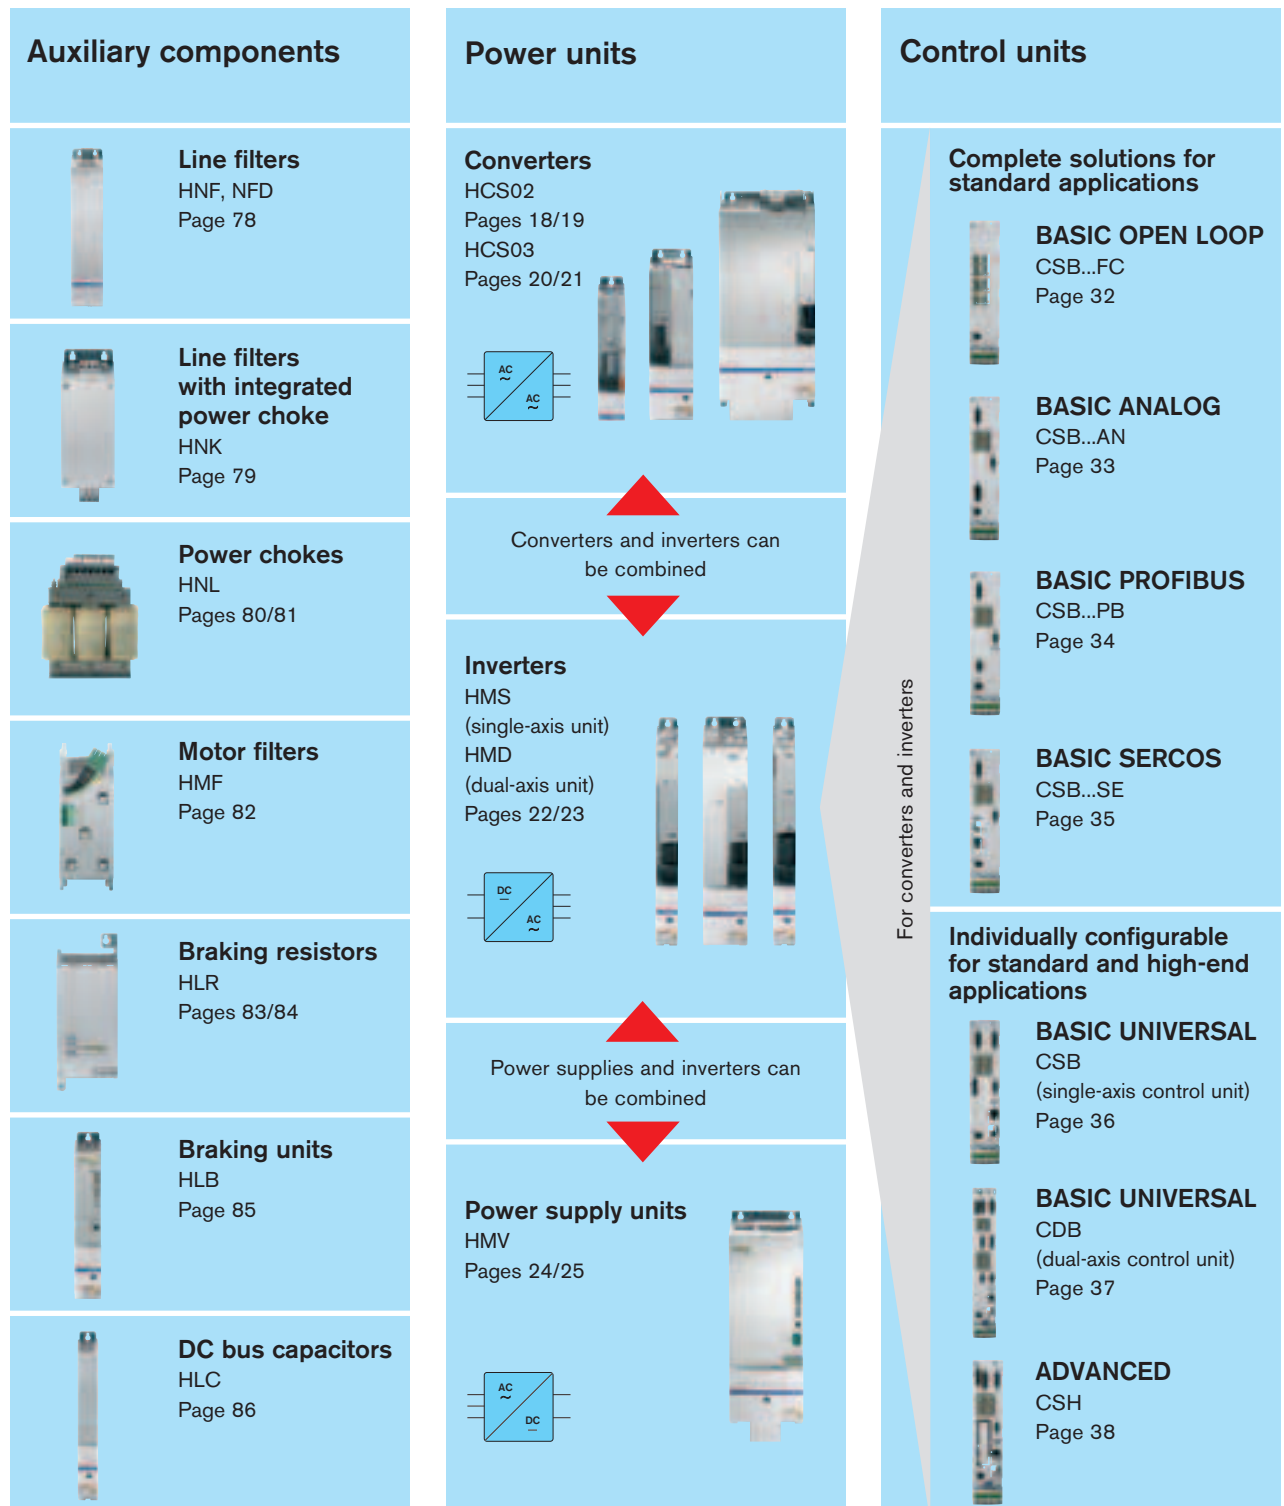 Auxiliary components
Line filters
HNF, NFD
Page 78
Line filters
with integrated
power choke
HNK
Page 79
Power chokes
HNL
Pages 80/81
Motor filters
HMF
Page 82
Braking resistors
HLR
Pages 83/84
Braking units
HLB
Page 85
DC bus capacitors
HLC
Page 86
Power units
Converters
HCS02
Pages 18/19
HCS03
Pages 20/21
AC
~
AC
~
Converters and inverters can
be combined
Inverters
HMS
(single-axis unit)
HMD
(dual-axis unit)
Pages 22/23
DC
AC
~
Power supplies and inverters can
be combined
Power supply units
HMV
Pages 24/25
AC
~
DC
Control units
For converters and inverters
Complete solutions for
standard applications
BASIC OPEN LOOP
CSB...FC
Page 32
BASIC ANALOG
CSB...AN
Page 33
BASIC PROFIBUS
CSB...PB
Page 34
BASIC SERCOS
CSB...SE
Page 35
Individually configurable
for standard and high-end
applications
BASIC UNIVERSAL
CSB
(single-axis control unit)
Page 36
BASIC UNIVERSAL
CDB
(dual-axis control unit)
Page 37
ADVANCED
CSH
Page 38